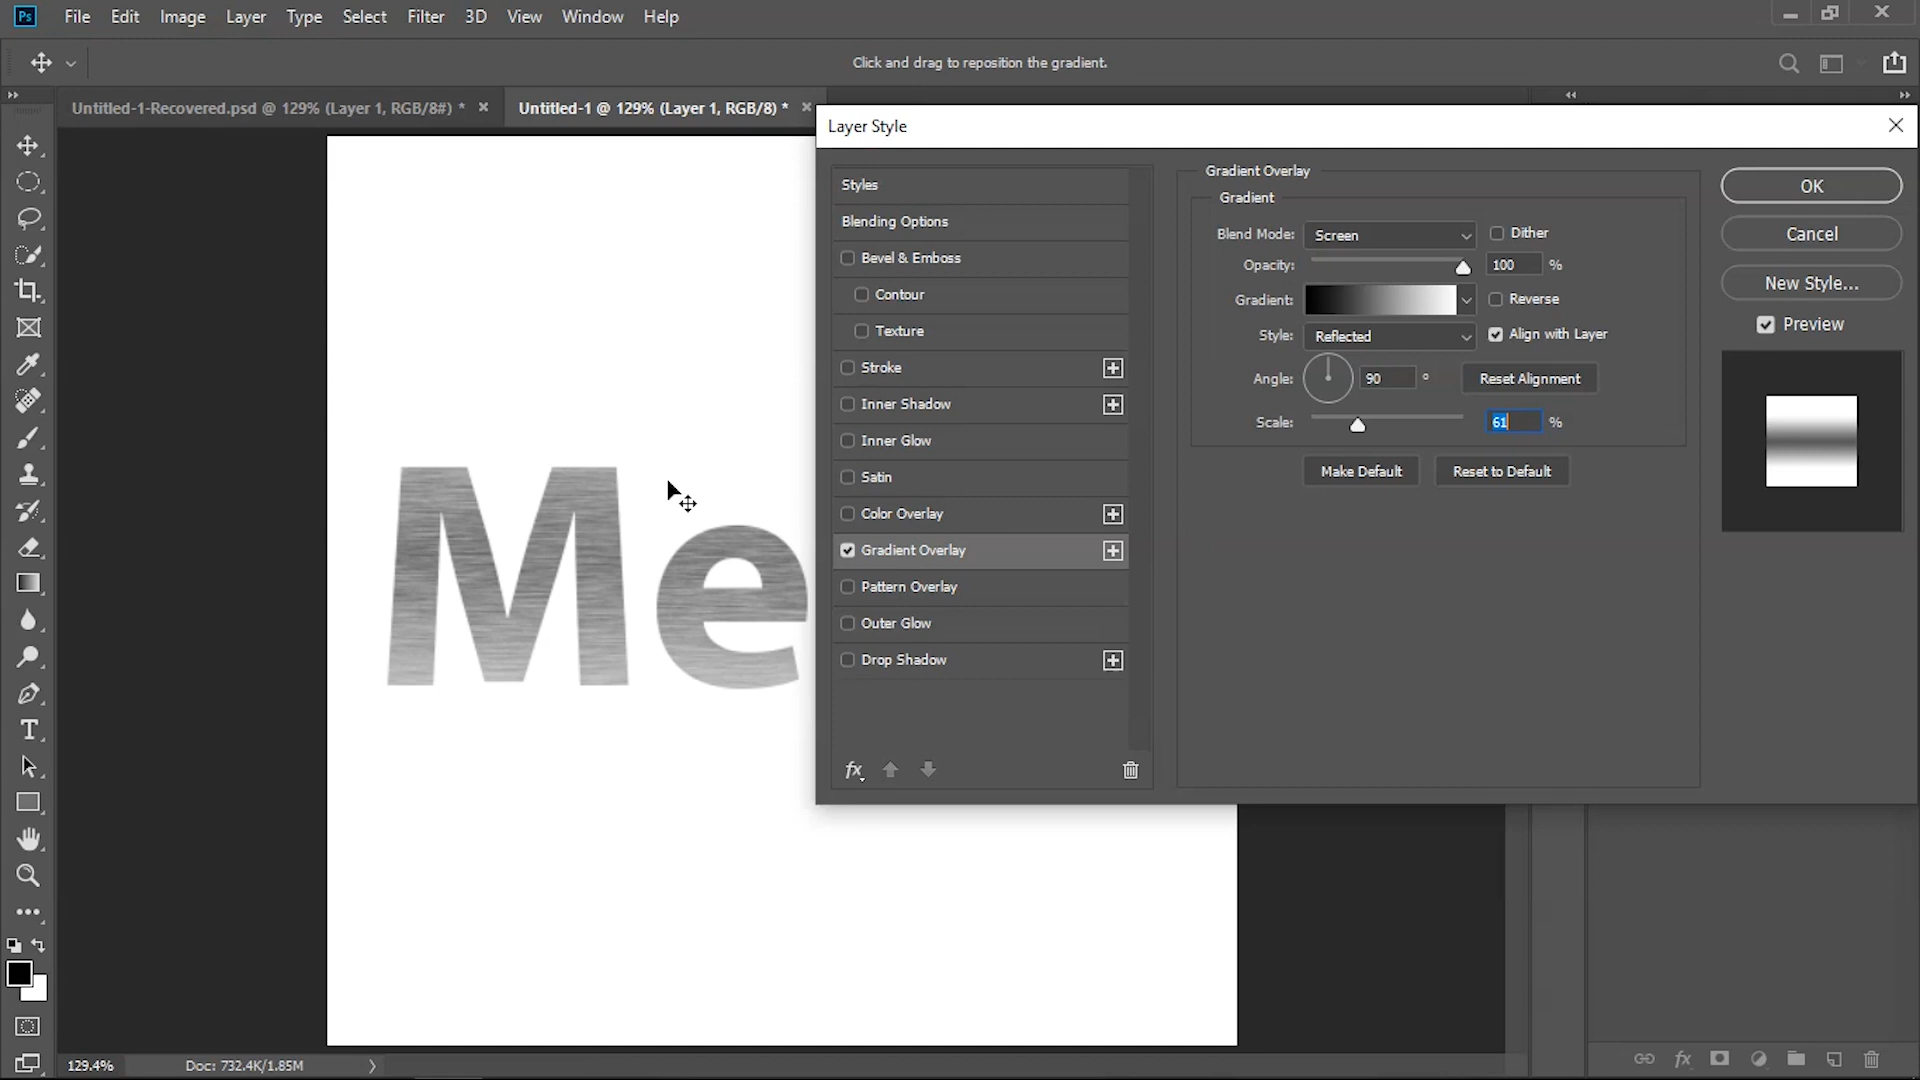 Ps File Edit Image Layer Type Select Filter 3D View Window Help
Click and drag to reposition the gradient.
Untitled-1-Recovered.psd @ 129% (Layer 1, RGB/8#) * Untitled-1 @ 129% (Layer 1, RGB/8) *
Layer Style
Styles
Blending Options
Bevel & Emboss
Contour
Texture
Stroke
Inner Shadow
Inner Glow
Satin
Color Overlay
Gradient Overlay
Pattern Overlay
Outer Glow
Drop Shadow
fx
Gradient Overlay
Gradient
Blend Mode: Screen Dither
Opacity: 100 %
Gradient: Reverse
Style: Reflected Align with Layer
Angle: 90 ° Reset Alignment
Scale: 61 %
Make Default Reset to Default
OK
Cancel
New Style...
Preview
Me
T
129.4% Doc: 732.4K/1.85M
fx